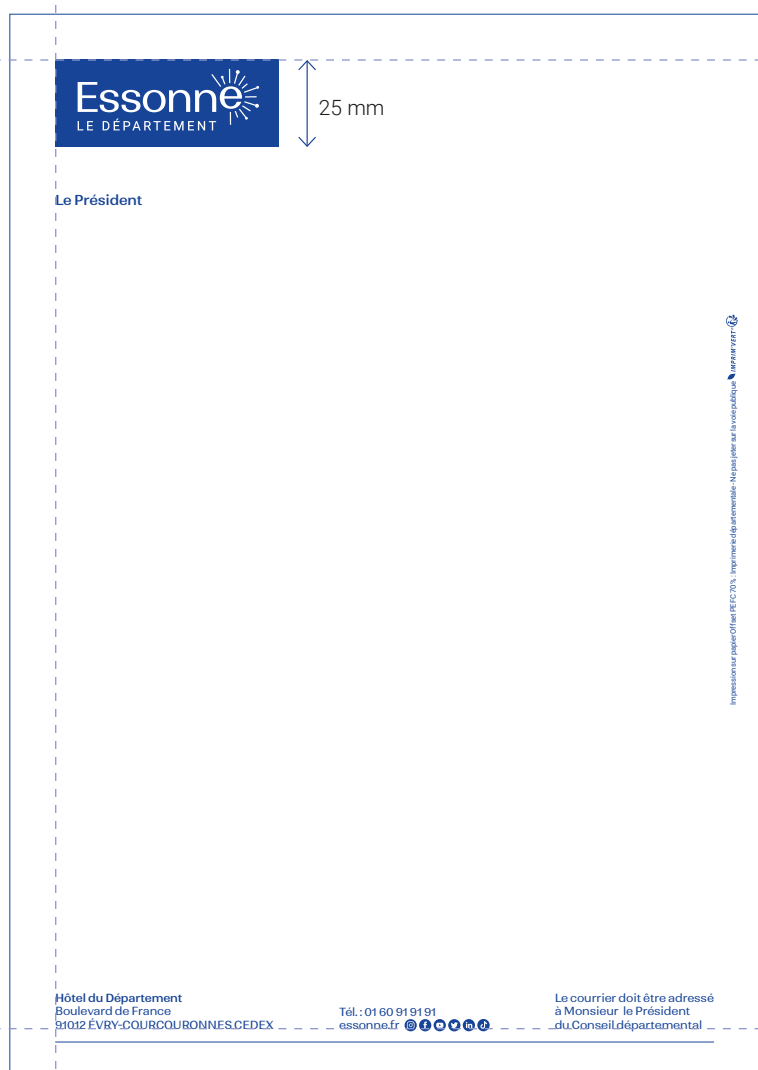 Essonne
LE DÉPARTEMENT
25 mm
Le Président
Impression sur papier Offset PEFC 70% : Imprimerie départementale - Ne pas jeter sur la voie publique
IMPRIM'VERT
Hôtel du Département
Boulevard de France
91012 ÉVRY-COURCOURONNES CEDEX
Tél. : 01 60 91 91 91
essonne.fr
Le courrier doit être adressé
à Monsieur le Président
du Conseil départemental